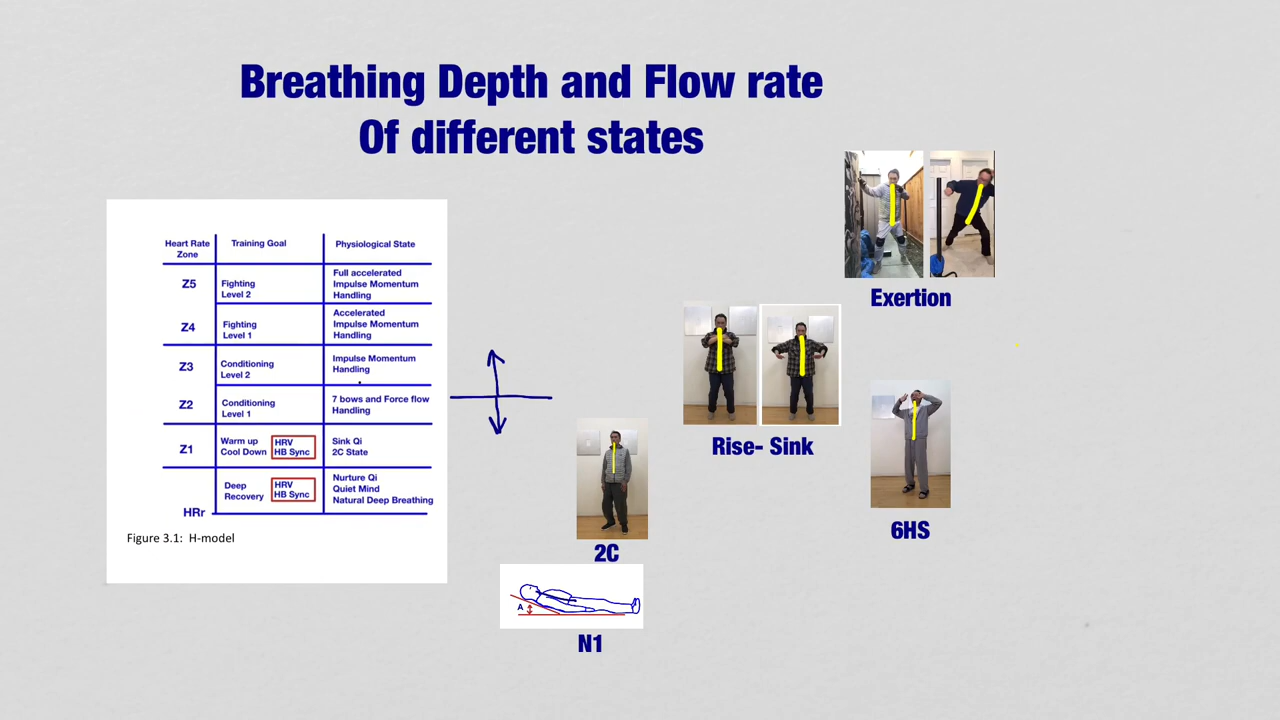 Breathing Depth and Flow rate
Of different states
Heart Rate Zone
Training Goal
Physiological State
Z5
Fighting Level 2
Full accelerated Impulse Momentum Handling
Z4
Fighting Level 1
Accelerated Impulse Momentum Handling
Z3
Conditioning Level 2
Impulse Momentum Handling
Z2
Conditioning Level 1
7 bows and Force flow Handling
Z1
Warm up Cool Down
HRV HB Sync
Sink Qi 2C State
Deep Recovery
HRV HB Sync
Nurture Qi Quiet Mind Natural Deep Breathing
HRr
Figure 3.1: H-model
Exertion
Rise- Sink
6HS
2C
A
N1